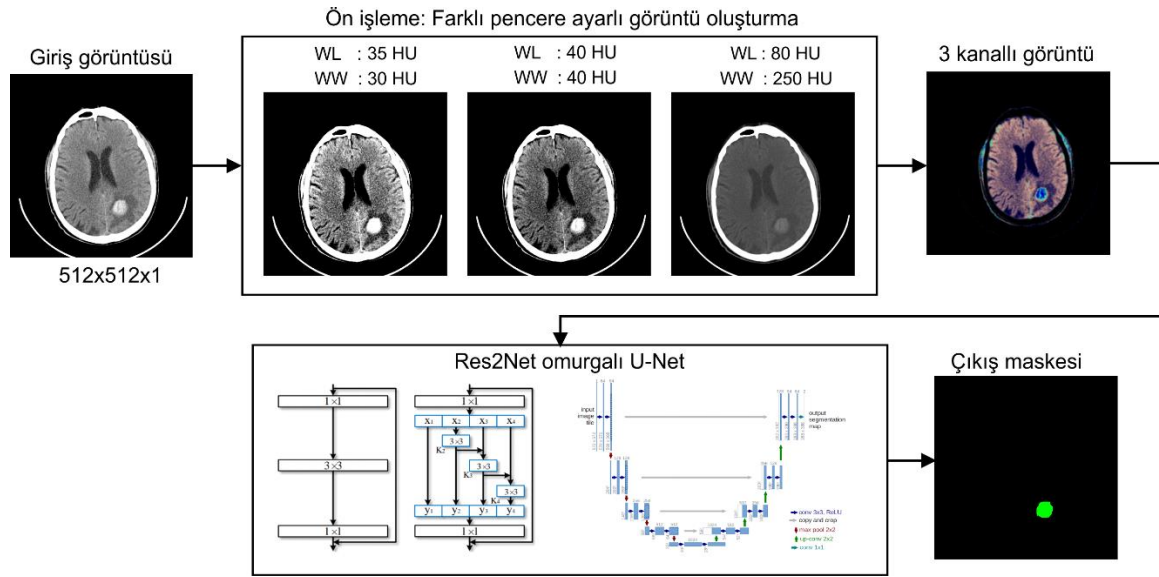 Ön işleme: Farklı pencere ayarlı görüntü oluşturma
Giriş görüntüsü
512x512x1
WL : 35 HU
WW : 30 HU
WL : 40 HU
WW : 40 HU
WL : 80 HU
WW : 250 HU
3 kanallı görüntü
Res2Net omurgalı U-Net
1×1
3×3
1×1
1×1
x1 x2 x3 x4
3×3
K2
3×3
K3
3×3
K4
y1 y2 y3 y4
1×1
input
image
tile
output
segmentation
map
conv 3x3, ReLU
copy and crop
max pool 2x2
up-conv 2x2
conv 1x1
Çıkış maskesi